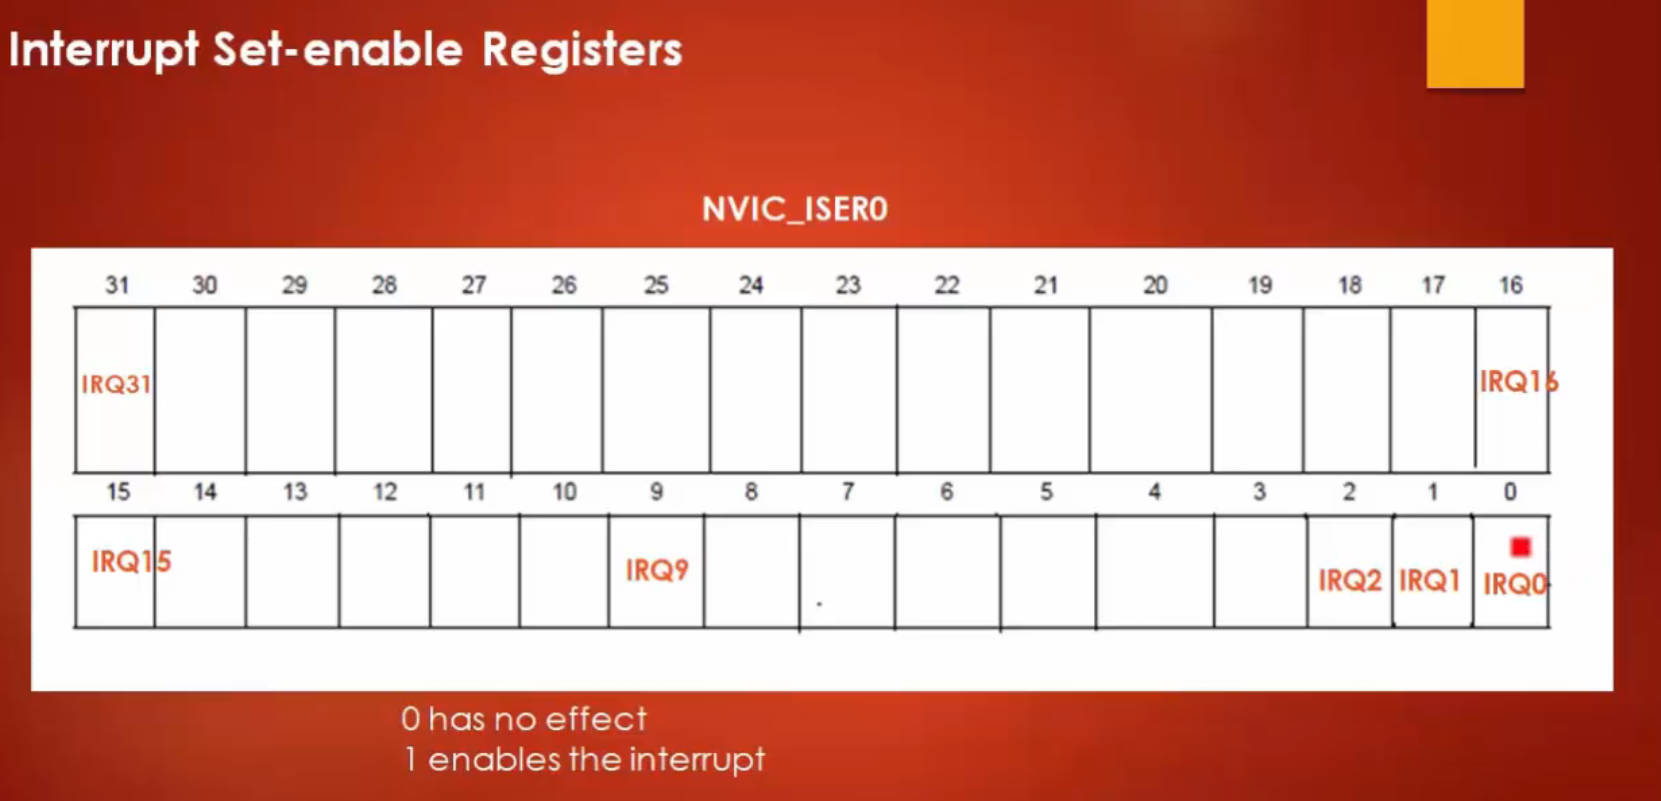 Interrupt Set-enable Registers
NVIC_ISER0
31 30 29 28 27 26 25 24 23 22 21 20 19 18 17 16
IRQ31 IRQ16
15 14 13 12 11 10 9 8 7 6 5 4 3 2 1 0
IRQ15 IRQ9 IRQ2 IRQ1 IRQ0
0 has no effect
1 enables the interrupt